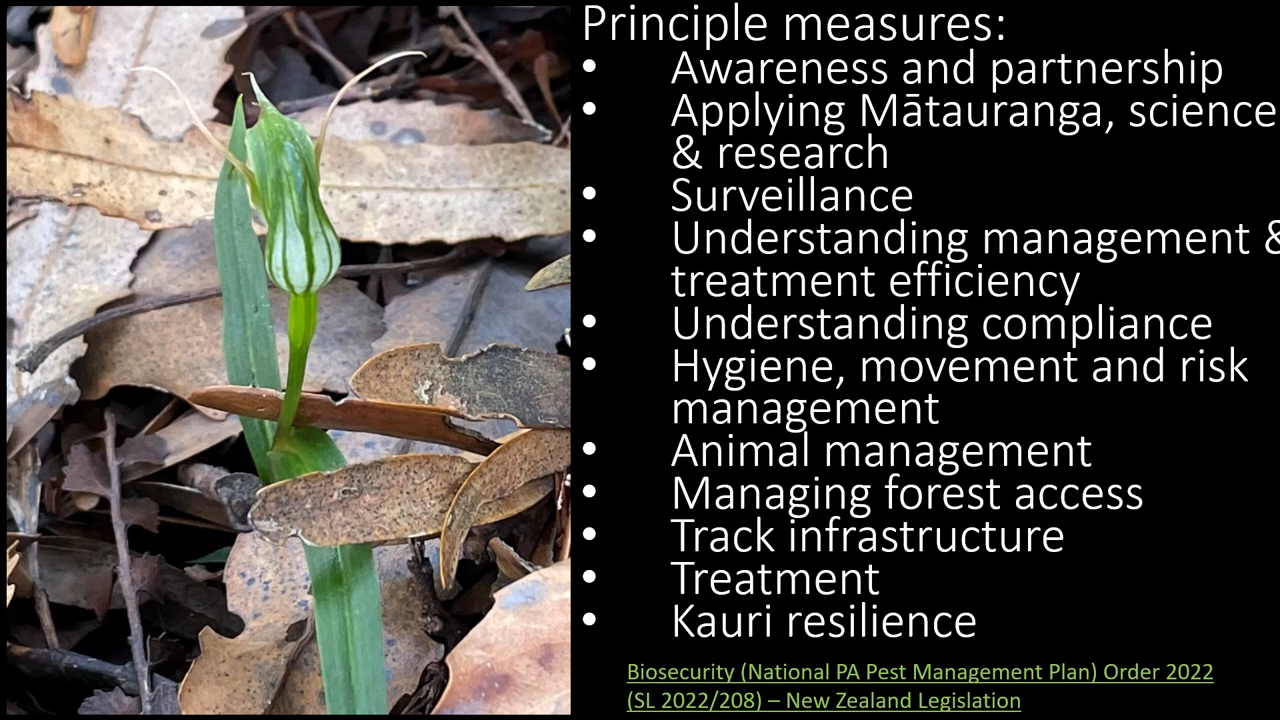 Principle measures:
• Awareness and partnership
• Applying Mātauranga, science
& research
• Surveillance
• Understanding management &
treatment efficiency
• Understanding compliance
• Hygiene, movement and risk
management
• Animal management
• Managing forest access
• Track infrastructure
• Treatment
• Kauri resilience
Biosecurity (National PA Pest Management Plan) Order 2022
(SL 2022/208) – New Zealand Legislation